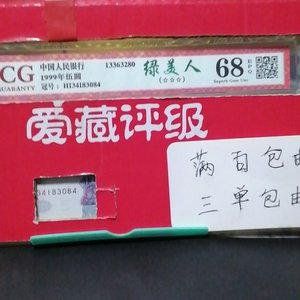 CG
GUARANTY
中国人民银行 13363280
1999年伍圆
冠号: HI34183084
绿美人
(☆☆☆)
68
EPQ
Superb Gem Unc
爱藏评级
34183084
满百包邮
三单包邮